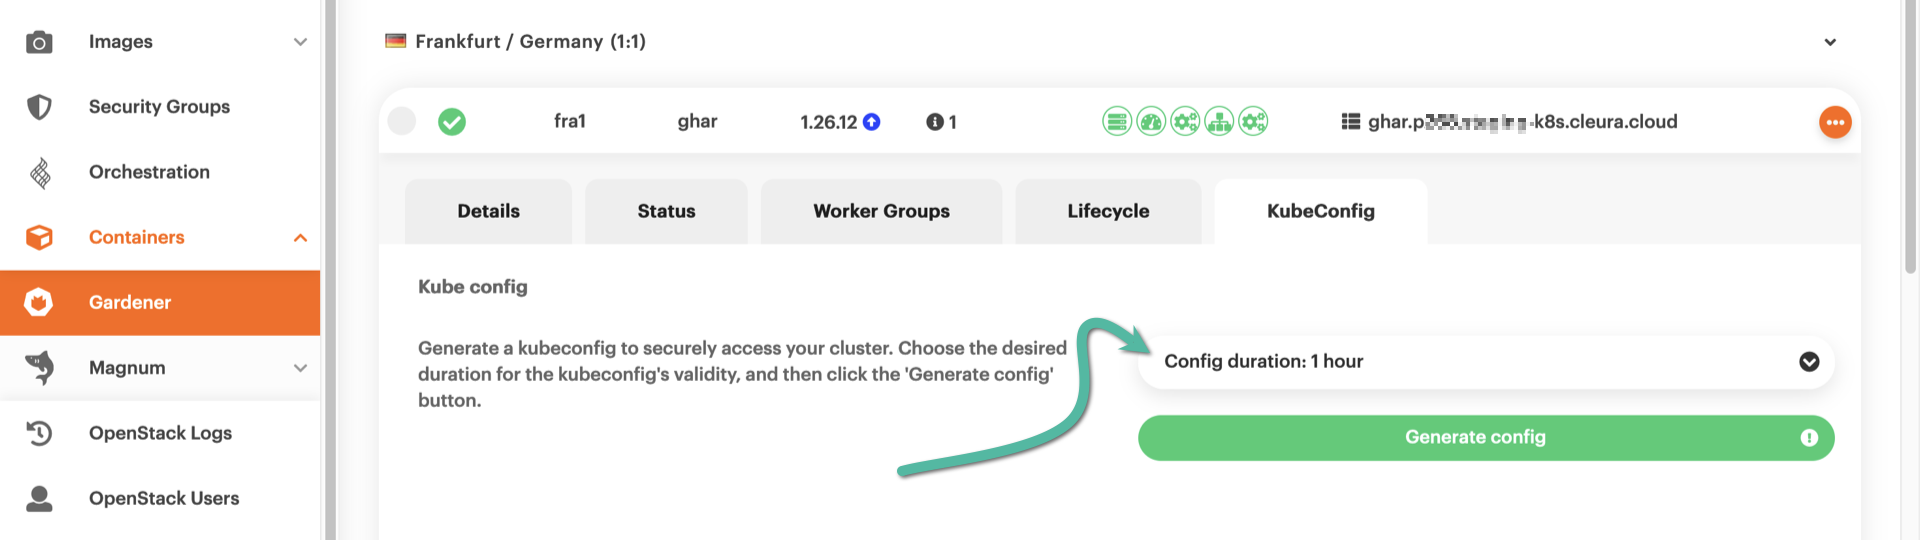 Images
Security Groups
Orchestration
Containers
Gardener
Magnum
OpenStack Logs
OpenStack Users
Frankfurt / Germany (1:1)
fra1 ghar 1.26.12 1 ghar.p -k8s.cleura.cloud
Details Status Worker Groups Lifecycle KubeConfig
Kube config
Generate a kubeconfig to securely access your cluster. Choose the desired
duration for the kubeconfig's validity, and then click the 'Generate config'
button.
Config duration: 1 hour
Generate config